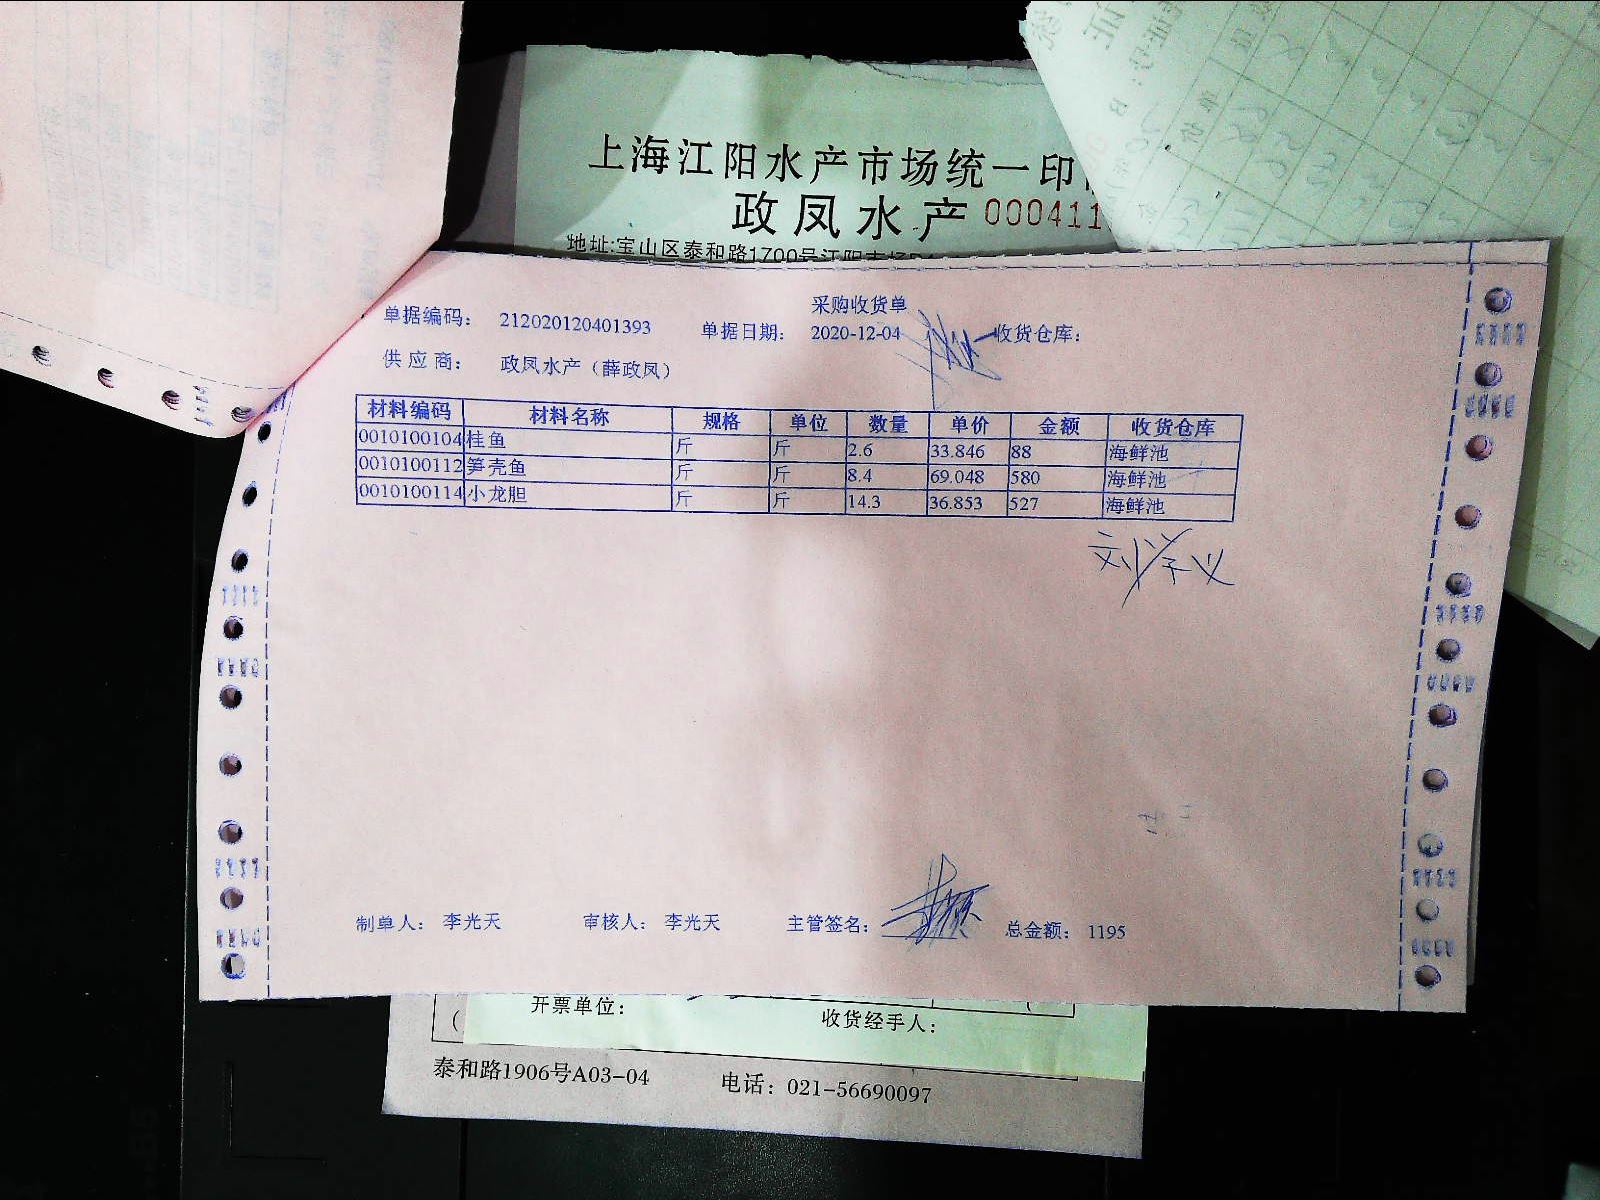 上海江阳水产市场统一印
政凤水产 000411
地址:宝山区泰和路1700号江阳市场
采购收货单
单据编码： 212020120401393 单据日期： 2020-12-04 收货仓库：
供 应 商： 政凤水产（薛政凤）
材料编码 材料名称 规格 单位 数量 单价 金额 收货仓库
0010100104 桂鱼 斤 斤 2.6 33.846 88 海鲜池
0010100112 笋壳鱼 斤 斤 8.4 69.048 580 海鲜池
0010100114 小龙胆 斤 斤 14.3 36.853 527 海鲜池
刘学义
制单人： 李光天 审核人： 李光天 主管签名： 总金额： 1195
开票单位： 收货经手人：
泰和路1906号A03-04 电话：021-56690097